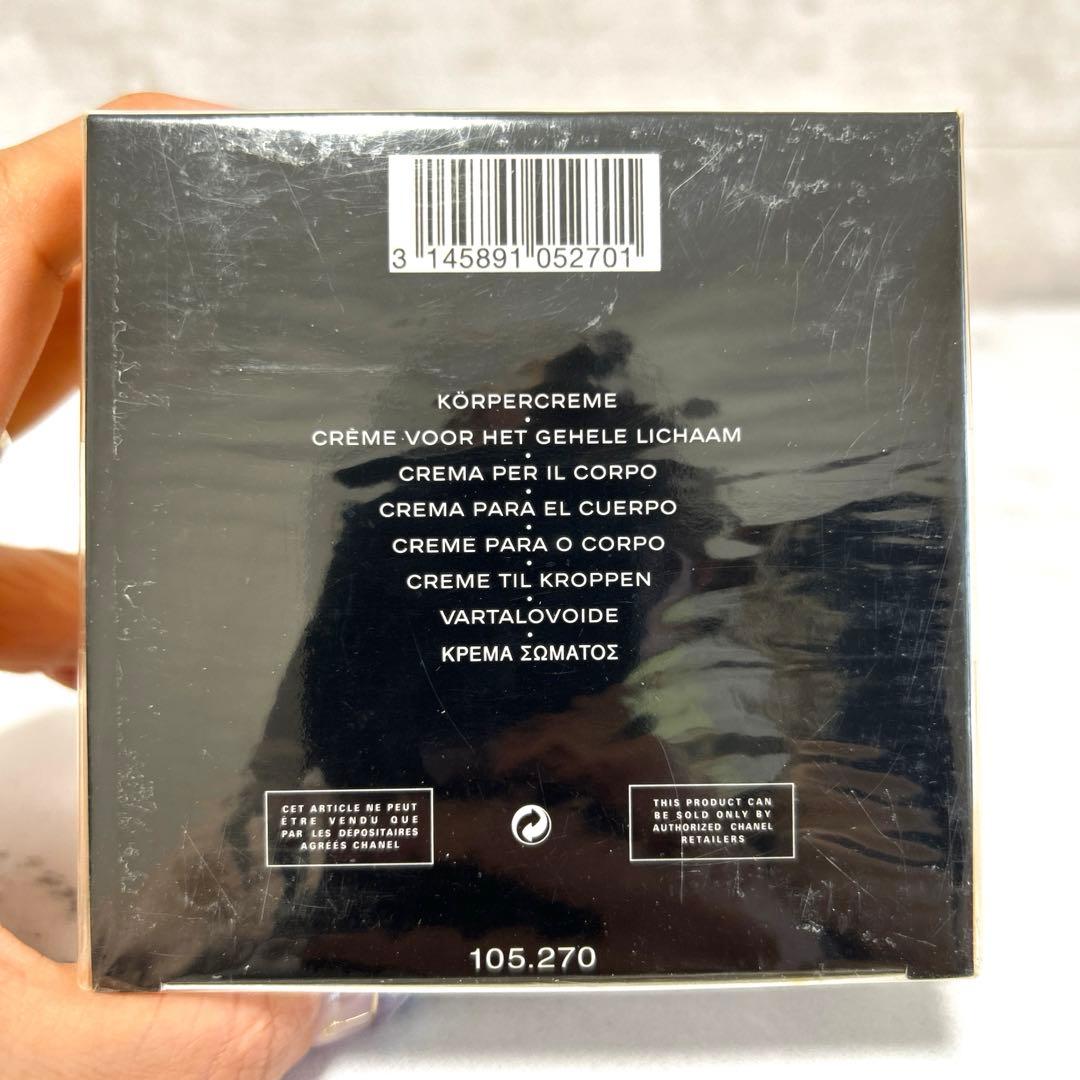 3 145891 052701
KÖRPERCREME
•
CRÈME VOOR HET GEHELE LICHAAM
•
CREMA PER IL CORPO
•
CREMA PARA EL CUERPO
•
CREME PARA O CORPO
•
CREME TIL KROPPEN
•
VARTALOVOIDE
•
ΚΡΕΜΑ ΣΩΜΑΤΟΣ
CET ARTICLE NE PEUT
ÊTRE VENDU QUE
PAR LES DÉPOSITAIRES
AGRÉÉS CHANEL
THIS PRODUCT CAN
BE SOLD ONLY BY
AUTHORIZED CHANEL
RETAILERS
105.270